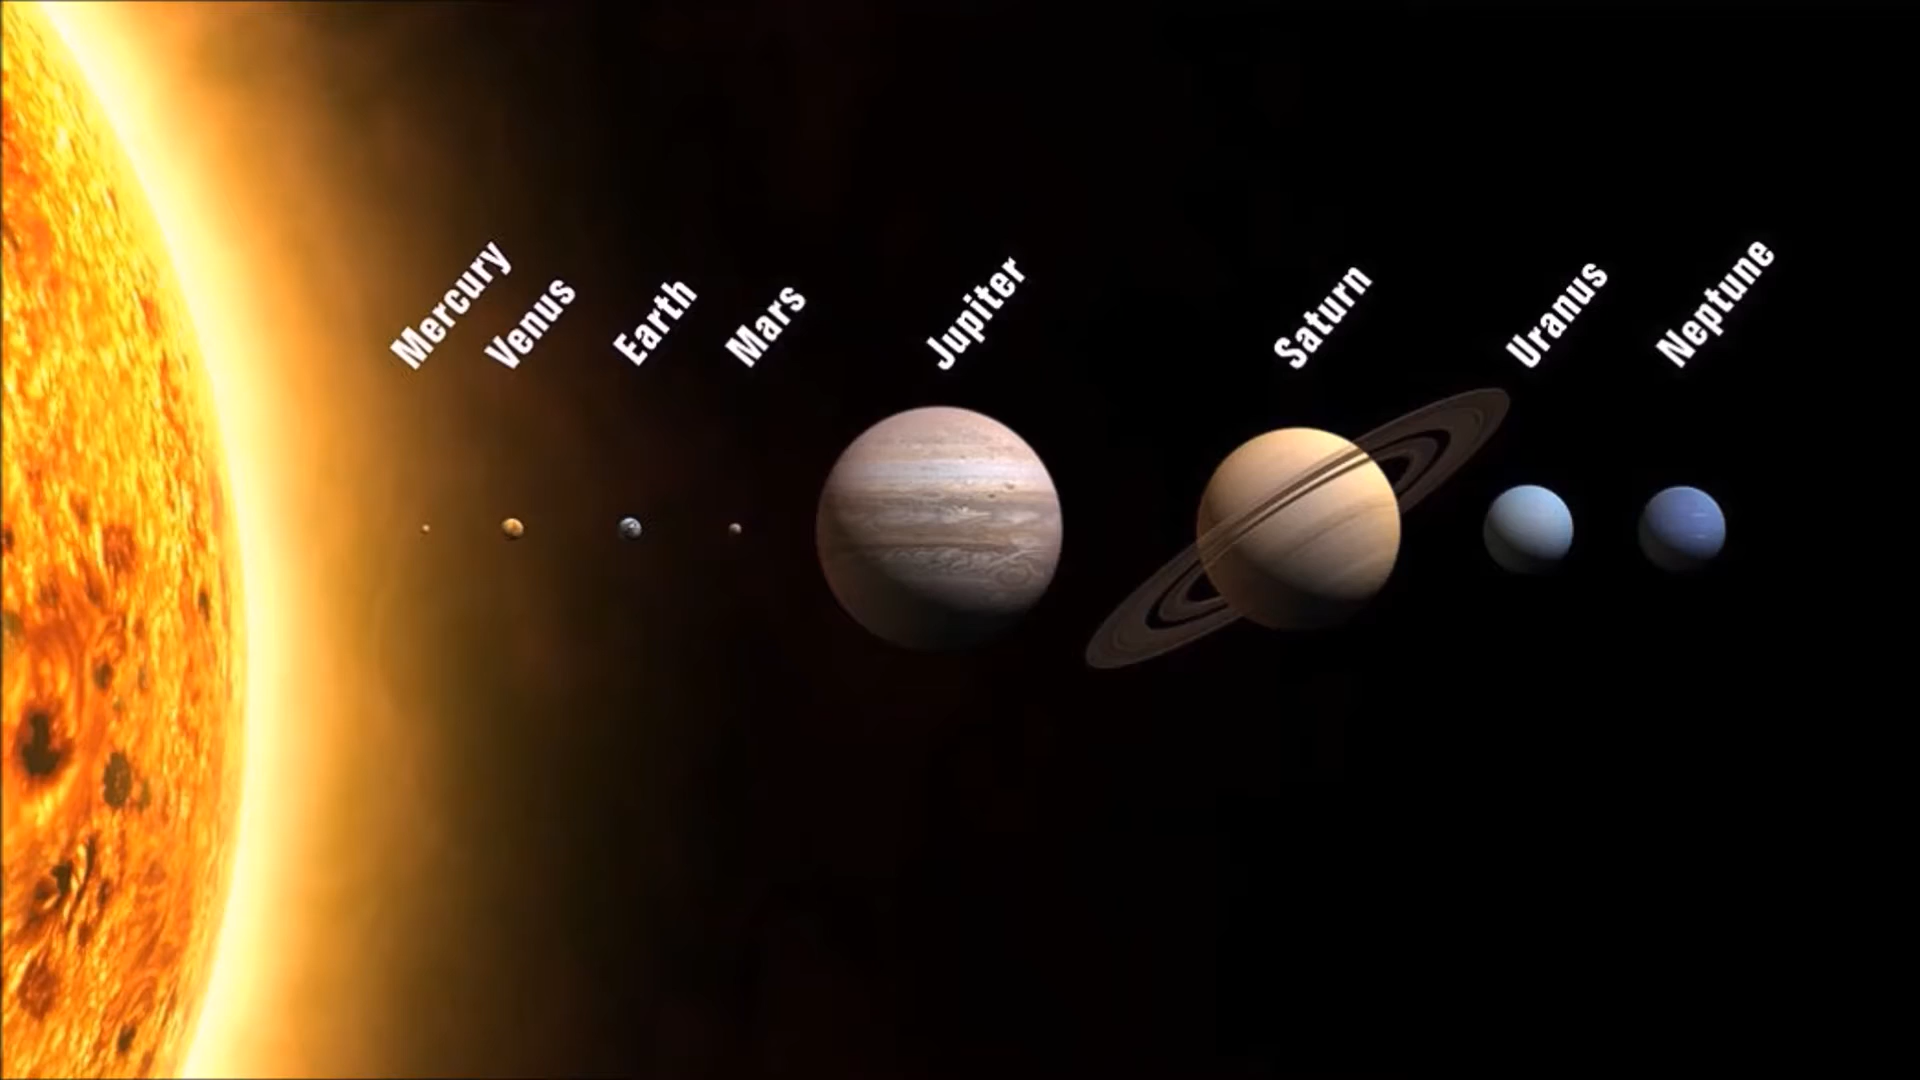 Mercury
Venus
Earth
Mars
Jupiter
Saturn
Uranus
Neptune